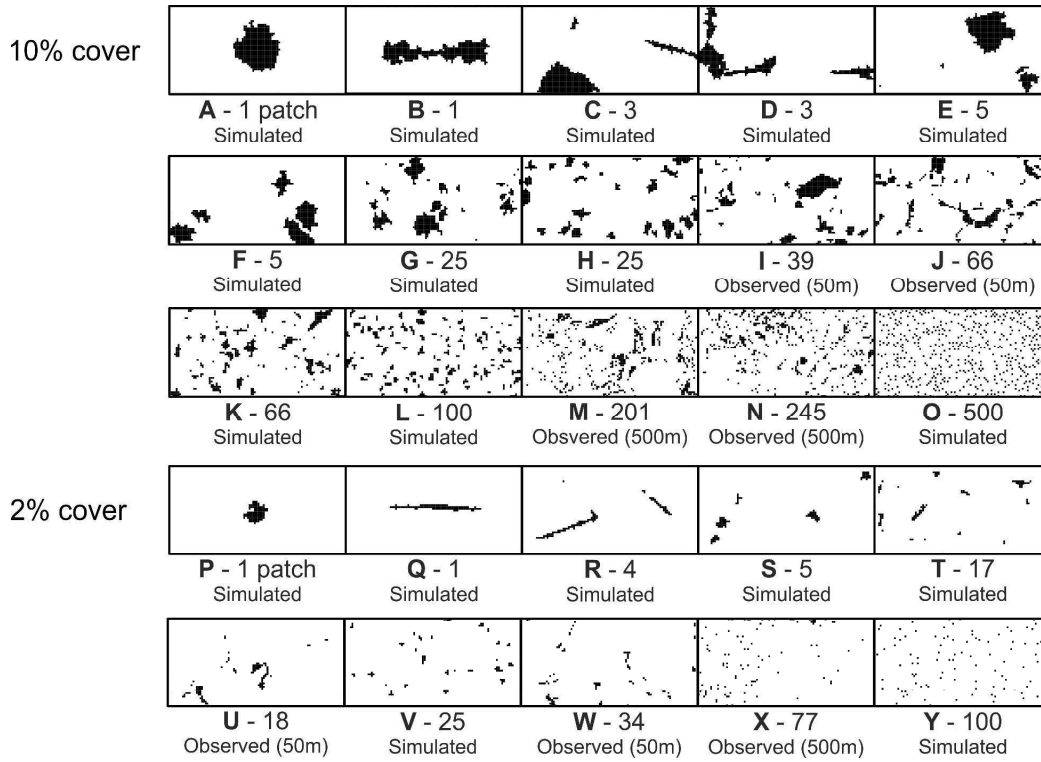 10% cover
A - 1 patch
Simulated
B - 1
Simulated
C - 3
Simulated
D - 3
Simulated
E - 5
Simulated
F - 5
Simulated
G - 25
Simulated
H - 25
Simulated
I - 39
Observed (50m)
J - 66
Observed (50m)
K - 66
Simulated
L - 100
Simulated
M - 201
Obsvered (500m)
N - 245
Observed (500m)
O - 500
Simulated
2% cover
P - 1 patch
Simulated
Q - 1
Simulated
R - 4
Simulated
S - 5
Simulated
T - 17
Simulated
U - 18
Observed (50m)
V - 25
Simulated
W - 34
Observed (50m)
X - 77
Observed (500m)
Y - 100
Simulated